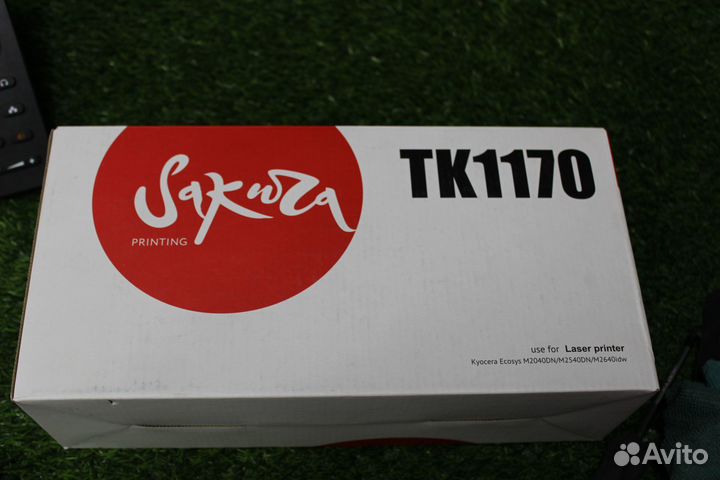 Sakura
PRINTING
TK1170
use for Laser printer
Kyocera Ecosys M2040DN/M2540DN/M2640idw
Avito